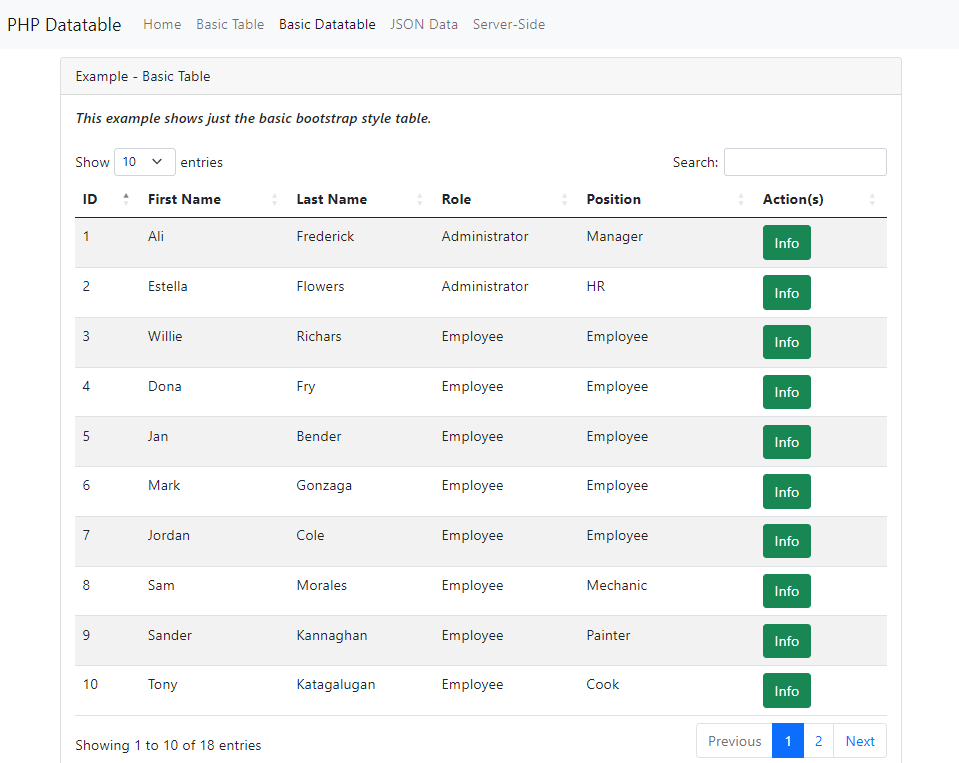 PHP Datatable Home Basic Table Basic Datatable JSON Data Server-Side
Example - Basic Table
This example shows just the basic bootstrap style table.
Show 10 entries Search:
ID First Name Last Name Role Position Action(s)
1 Ali Frederick Administrator Manager Info
2 Estella Flowers Administrator HR Info
3 Willie Richars Employee Employee Info
4 Dona Fry Employee Employee Info
5 Jan Bender Employee Employee Info
6 Mark Gonzaga Employee Employee Info
7 Jordan Cole Employee Employee Info
8 Sam Morales Employee Mechanic Info
9 Sander Kannaghan Employee Painter Info
10 Tony Katagalugan Employee Cook Info
Showing 1 to 10 of 18 entries Previous 1 2 Next